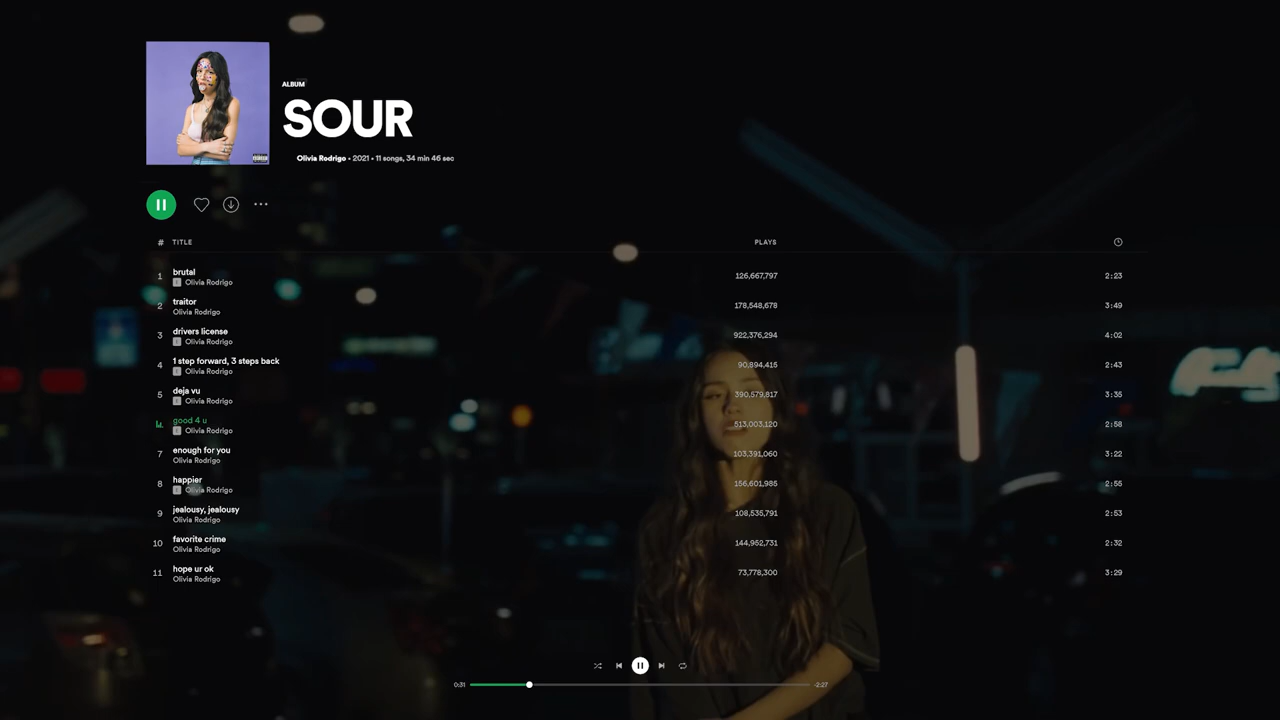 ALBUM
SOUR
Olivia Rodrigo • 2021 • 11 songs, 34 min 46 sec
# TITLE PLAYS
1 brutal 126,667,797 2:23
E Olivia Rodrigo
2 traitor 178,548,678 3:49
Olivia Rodrigo
3 drivers license 922,376,294 4:02
E Olivia Rodrigo
4 1 step forward, 3 steps back 90,894,415 2:43
E Olivia Rodrigo
5 deja vu 390,579,817 3:35
E Olivia Rodrigo
good 4 u 513,003,120 2:58
E Olivia Rodrigo
7 enough for you 103,391,060 3:22
Olivia Rodrigo
8 happier 156,601,985 2:55
E Olivia Rodrigo
9 jealousy, jealousy 108,535,791 2:53
Olivia Rodrigo
10 favorite crime 144,952,731 2:32
Olivia Rodrigo
11 hope ur ok 73,778,300 3:29
Olivia Rodrigo
0:31 -2:27